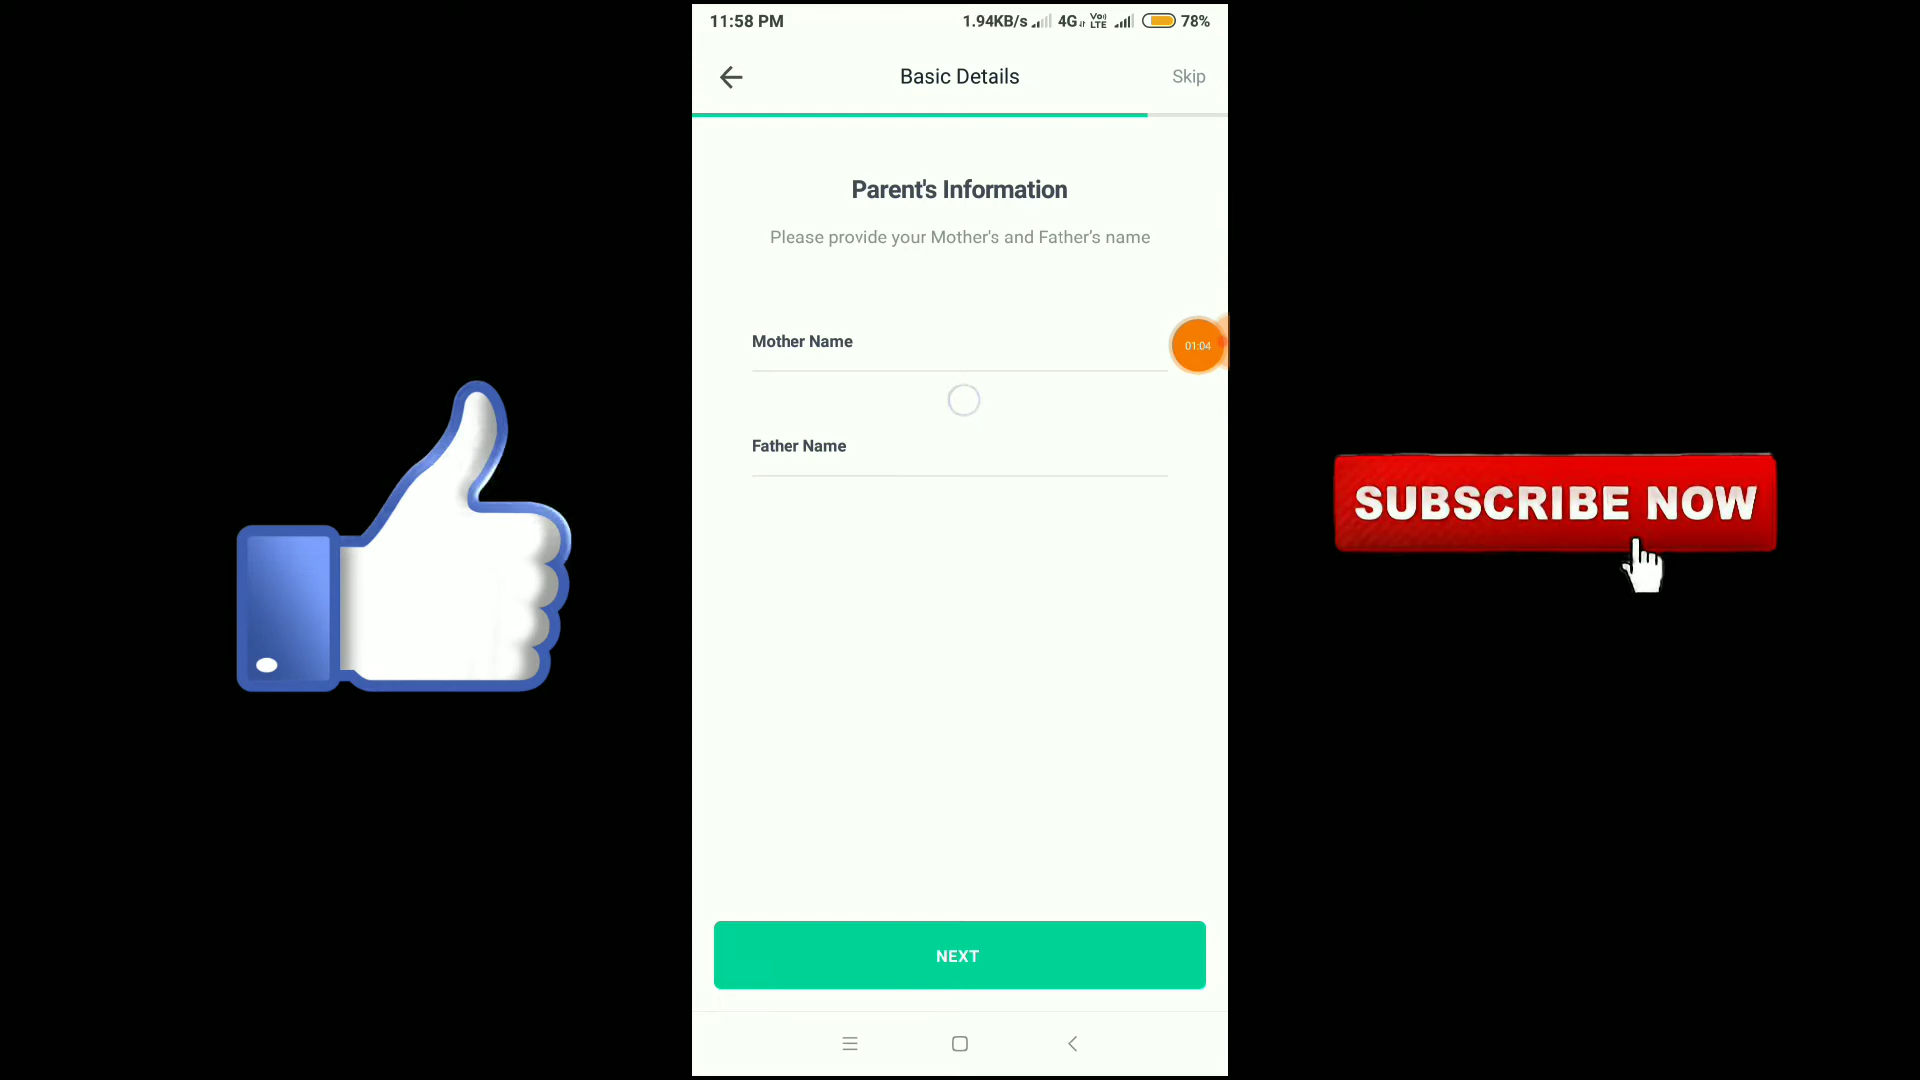 11:58 PM
1.94KB/s 4G Vo) LTE 78%
Basic Details
Skip
Parent's Information
Please provide your Mother's and Father's name
Mother Name
01:04
Father Name
SUBSCRIBE NOW
NEXT